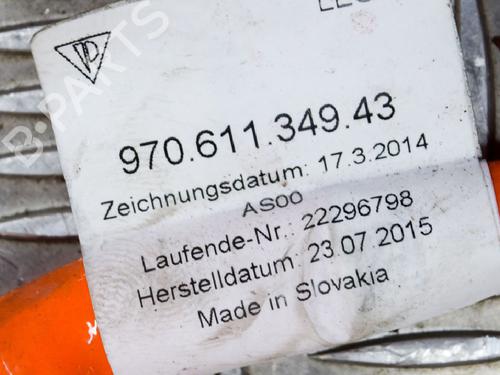 970.611.349.43
Zeichnungsdatum: 17.3.2014
AS00
Laufende-Nr.: 22296798
Herstelldatum: 23.07.2015
Made in Slovakia
B-PARTS